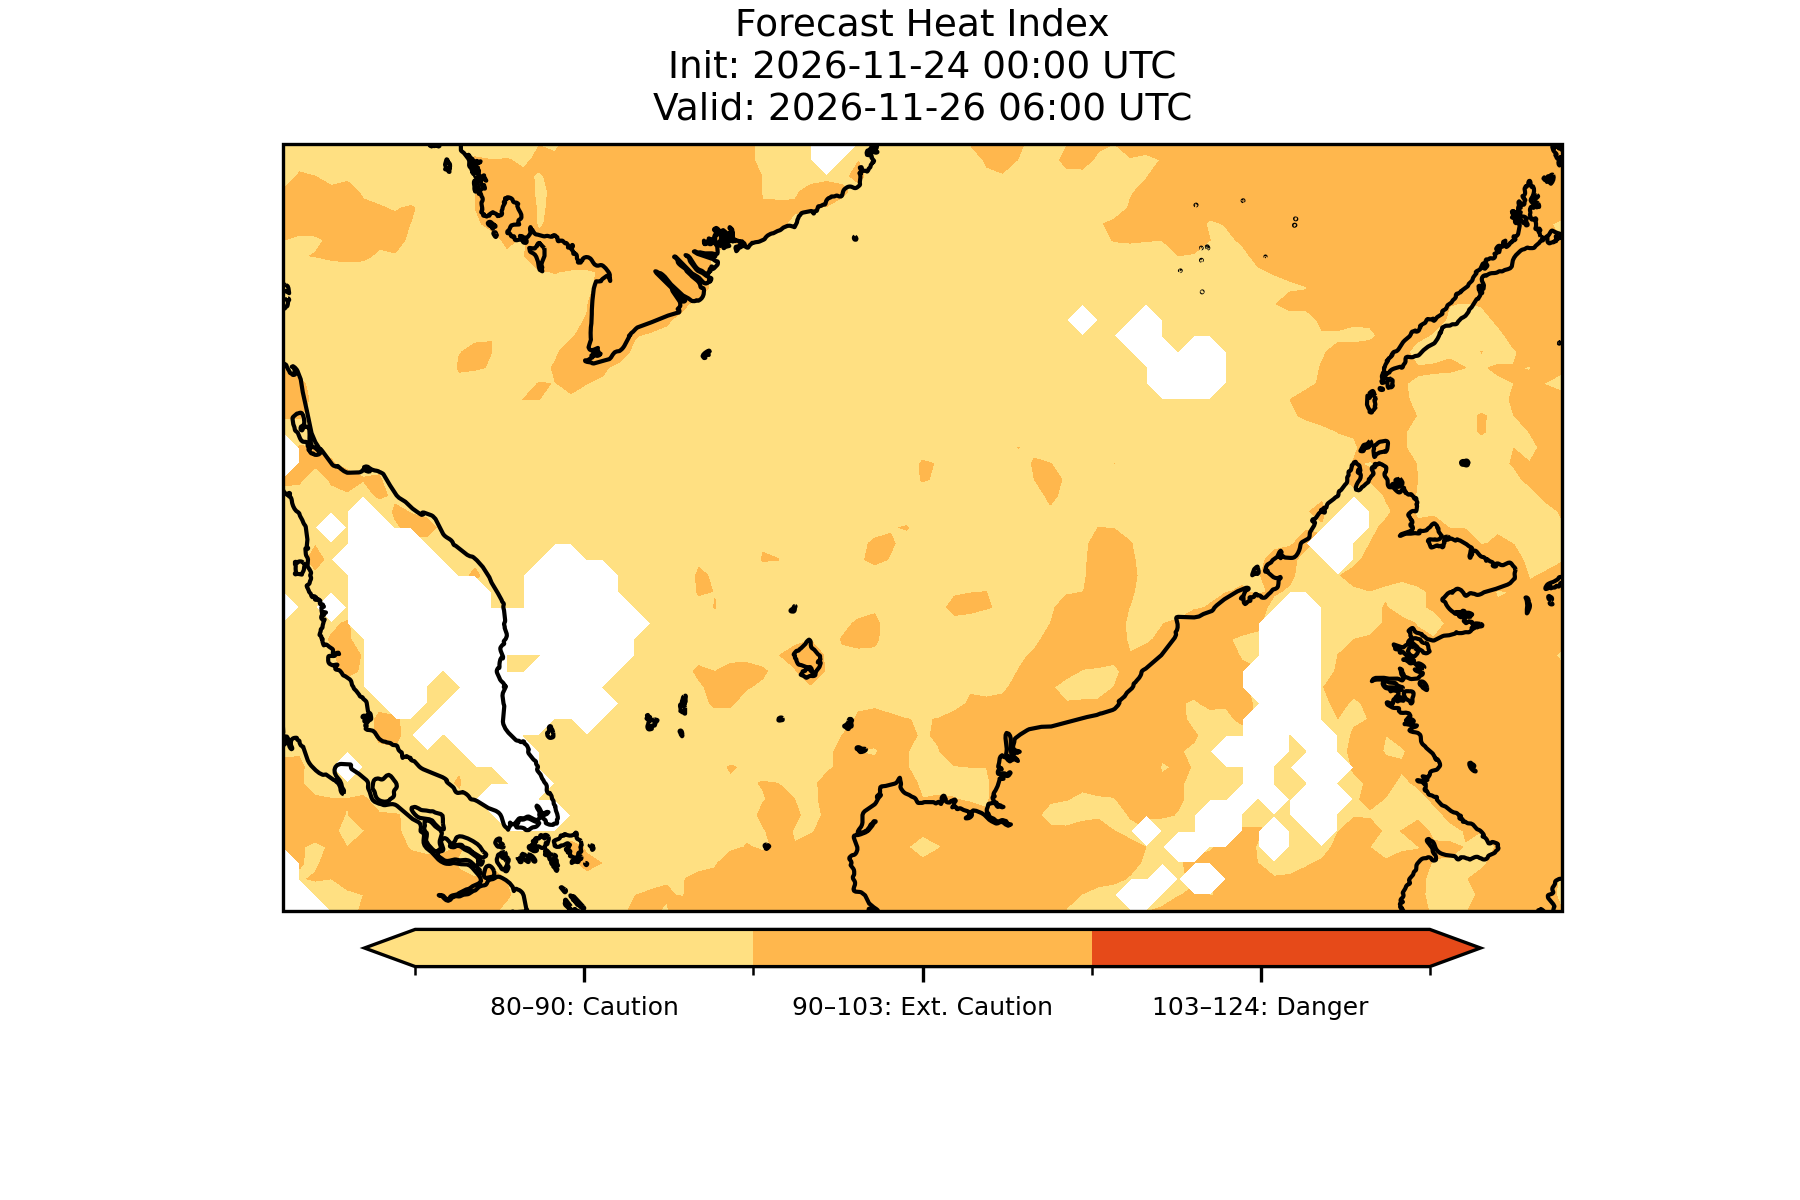 Forecast Heat Index
Init: 2026-11-24 00:00 UTC
Valid: 2026-11-26 06:00 UTC
80–90: Caution
90–103: Ext. Caution
103–124: Danger